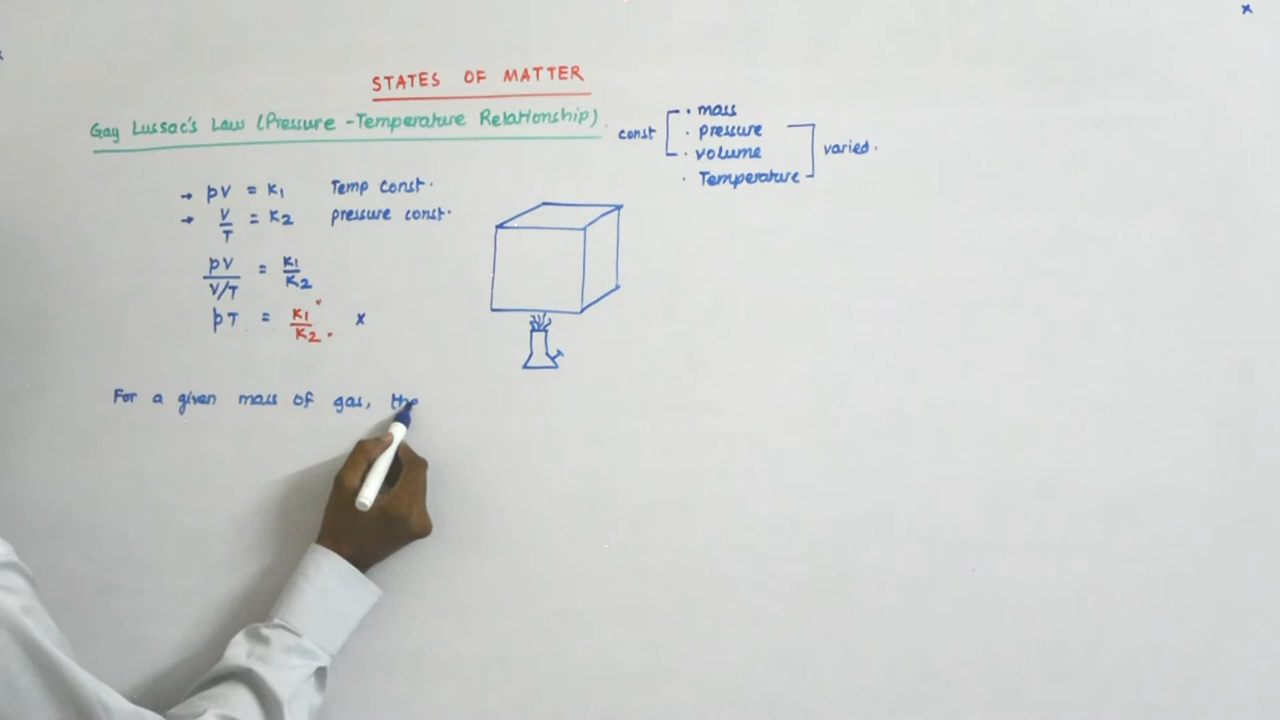 STATES OF MATTER
Gay Lussac's Law (Pressure - Temperature Relationship).
const
· mass
· pressure
· volume
· Temperature
varied.
→ pV = K1 Temp const.
→ V/T = K2 pressure const.
pV / V/T = K1/K2
pT = K1/K2. x
For a given mass of gas, the